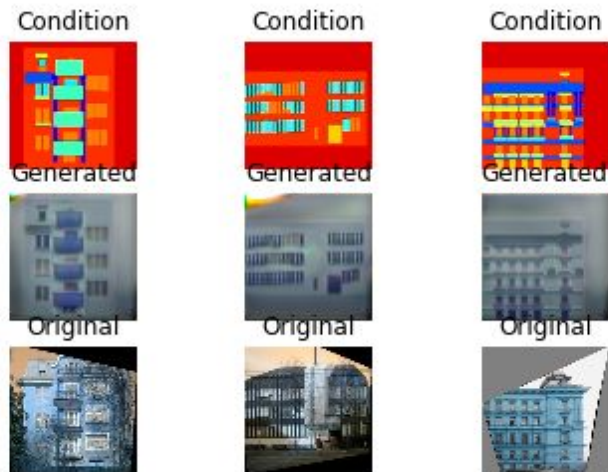 Condition Condition Condition
Generated Generated Generated
Original Original Original